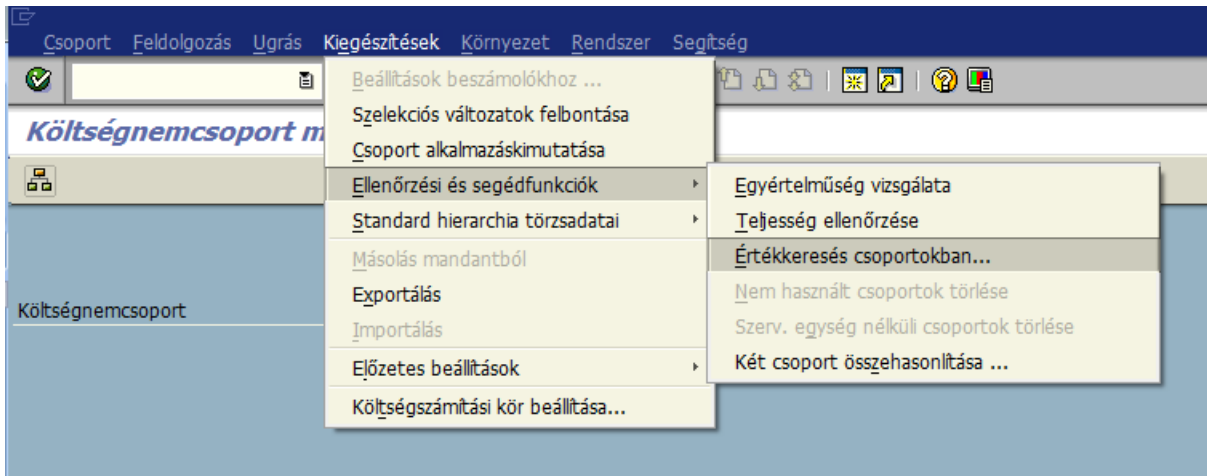 Csoport Feldolgozás Ugrás Kiegészítések Környezet Rendszer Segítség
Költségnemcsoport m
Költségnemcsoport
Beállítások beszámolókhoz ...
Szelekciós változatok felbontása
Csoport alkalmazáskimutatása
Ellenőrzési és segédfunkciók
Standard hierarchia törzsadatai
Másolás mandantból
Exportálás
Importálás
Előzetes beállítások
Költségszámítási kör beállítása...
Egyértelműség vizsgálata
Teljesség ellenőrzése
Értékkeresés csoportokban...
Nem használt csoportok törlése
Szerv. egység nélküli csoportok törlése
Két csoport összehasonlítása ...